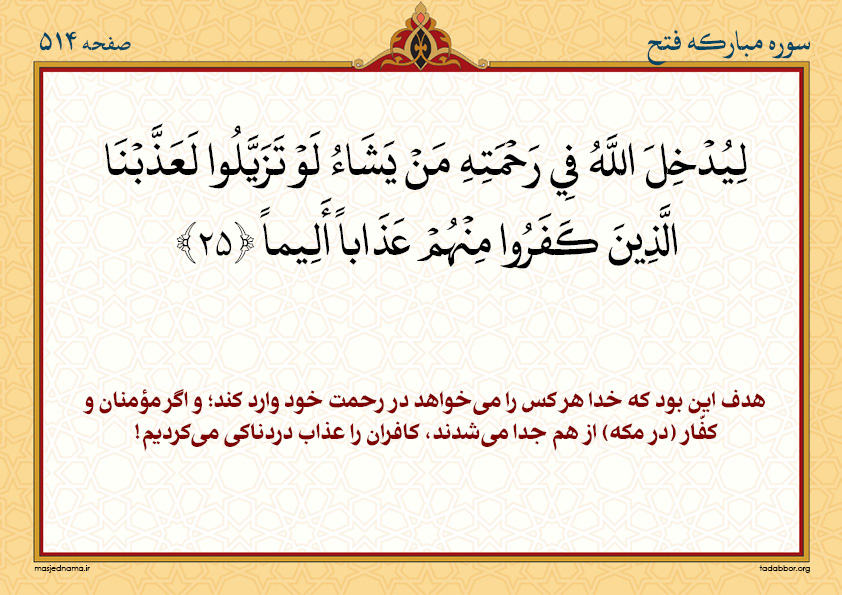 سوره مبارکه فتح
صفحه ۵۱۴
لِیُدْخِلَ اللَّهُ فِي رَحْمَتِهِ مَنْ يَشَاءُ لَوْ تَزَيَّلُوا لَعَذَّبْنَا
الَّذِينَ كَفَرُوا مِنْهُمْ عَذَاباً أَلِيماً ﴿۲۵﴾
هدف این بود که خدا هر کس را می‌خواهد در رحمت خود وارد کند؛ و اگر مؤمنان و
کفّار (در مکه) از هم جدا می‌شدند، کافران را عذاب دردناکی می‌کردیم!
masjednama.ir
tadabbor.org